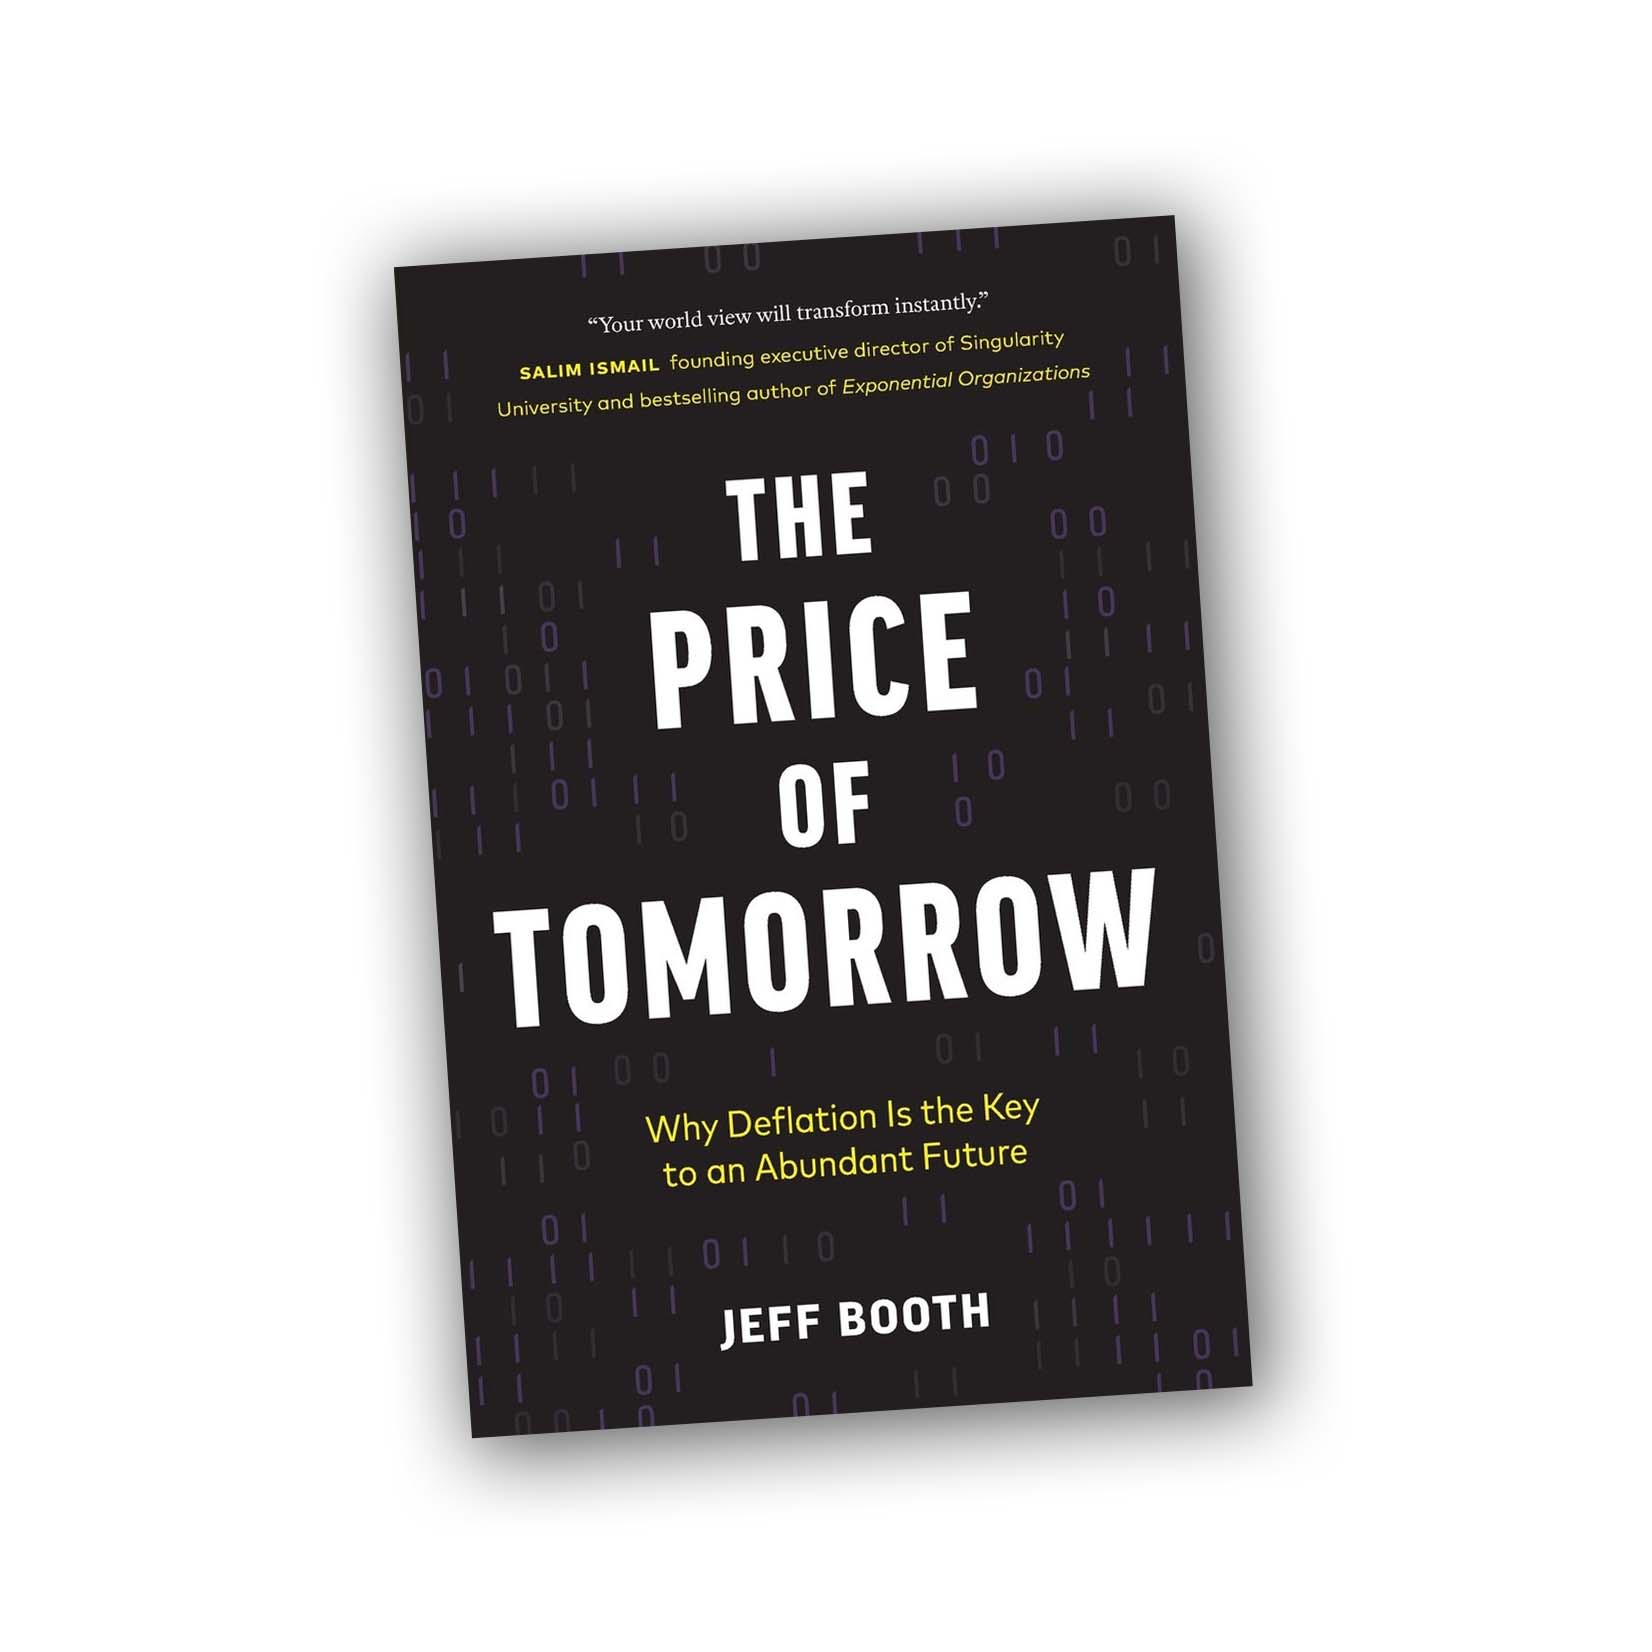 “Your world view will transform instantly.”
SALIM ISMAIL founding executive director of Singularity
University and bestselling author of Exponential Organizations
THE
PRICE
OF
TOMORROW
Why Deflation Is the Key
to an Abundant Future
JEFF BOOTH